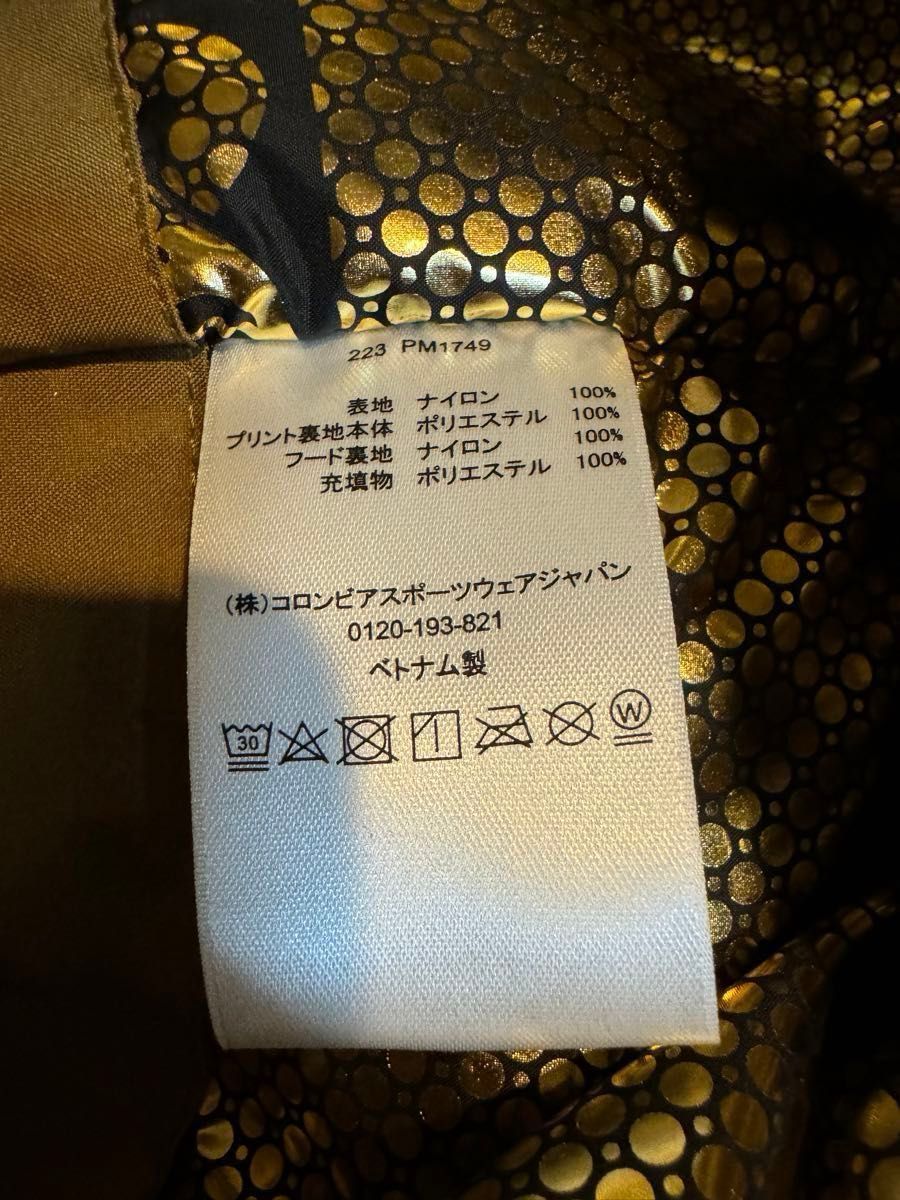 223 PM1749
表地 ナイロン 100%
プリント裏地本体 ポリエステル 100%
フード裏地 ナイロン 100%
充填物 ポリエステル 100%
(株)コロンビアスポーツウェアジャパン
0120-193-821
ベトナム製
30 W